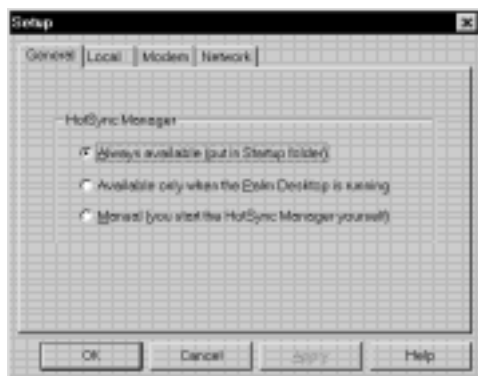 Setup
General Local Modem Network
HotSync Manager
Always available (put in Startup folder)
Available only when the Palm Desktop is running
Manual (you start the HotSync Manager yourself)
OK Cancel Apply Help